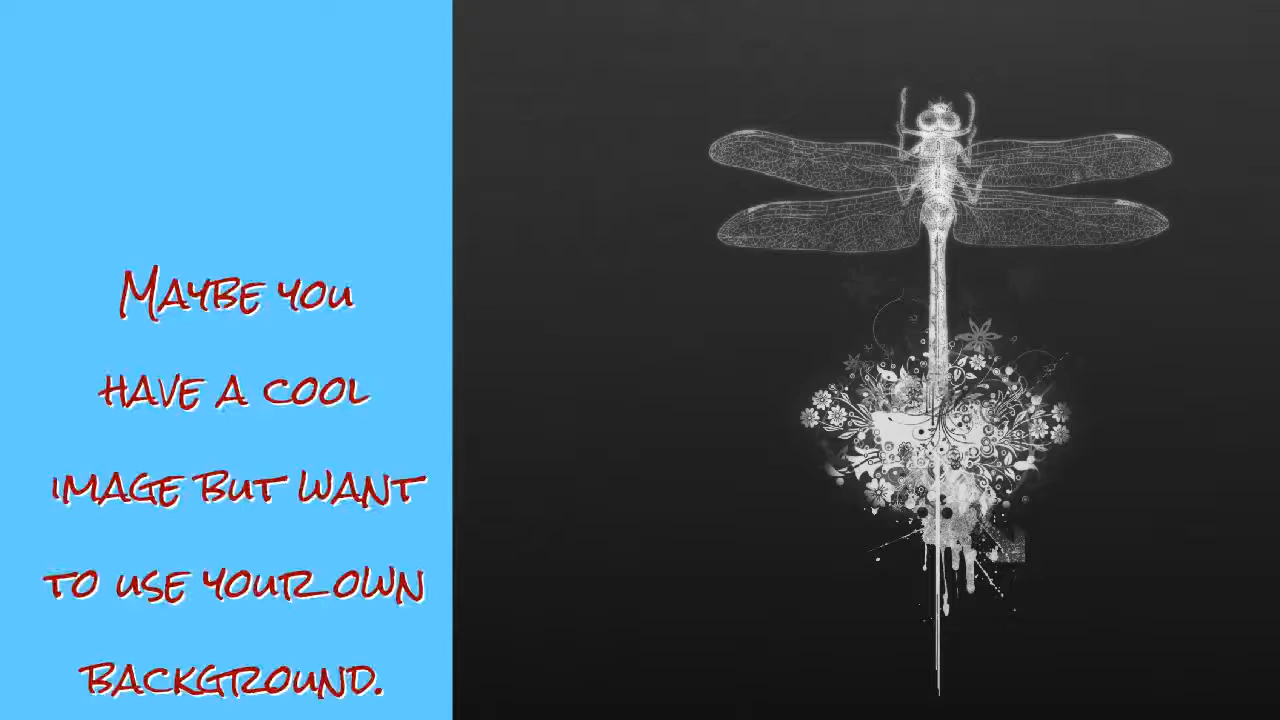 Maybe you
have a cool
image but want
to use your own
background.